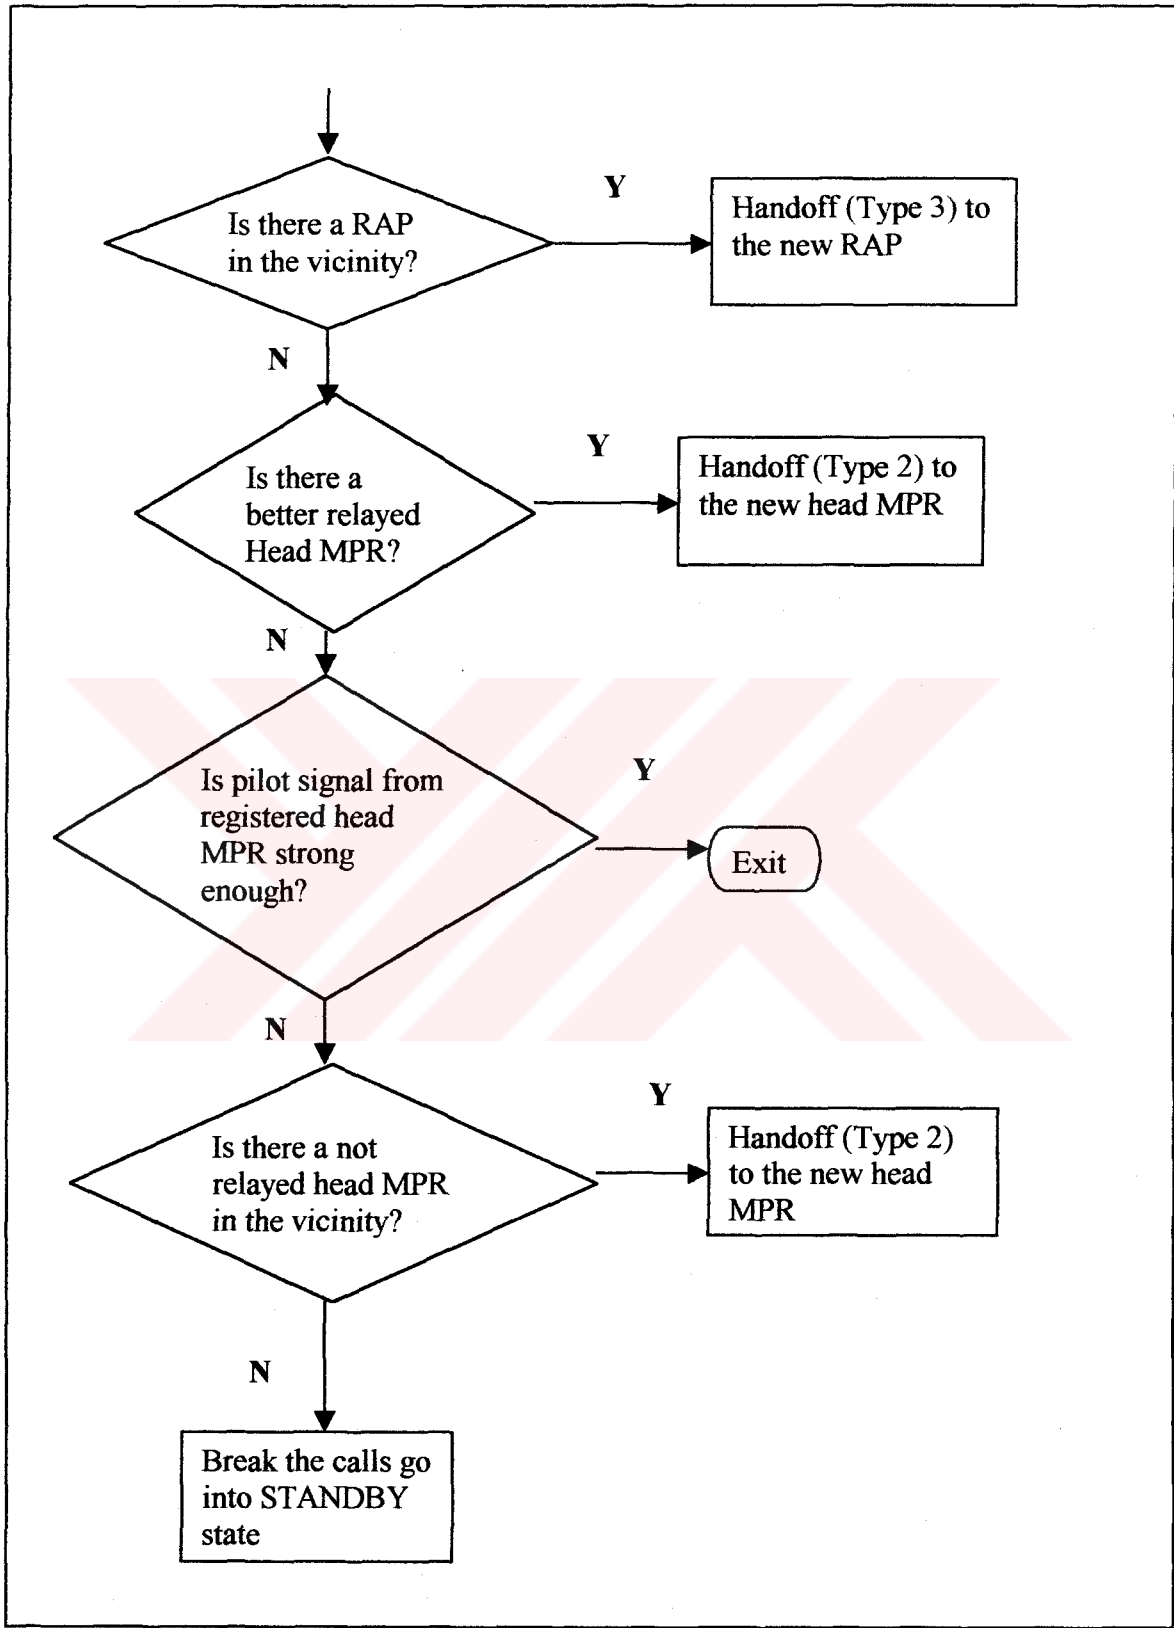 Is there a RAP
in the vicinity?
Y
Handoff (Type 3) to
the new RAP
N
Is there a
better relayed
Head MPR?
Y
Handoff (Type 2) to
the new head MPR
N
Is pilot signal from
registered head
MPR strong
enough?
Y
Exit
N
Is there a not
relayed head MPR
in the vicinity?
Y
Handoff (Type 2)
to the new head
MPR
N
Break the calls go
into STANDBY
state